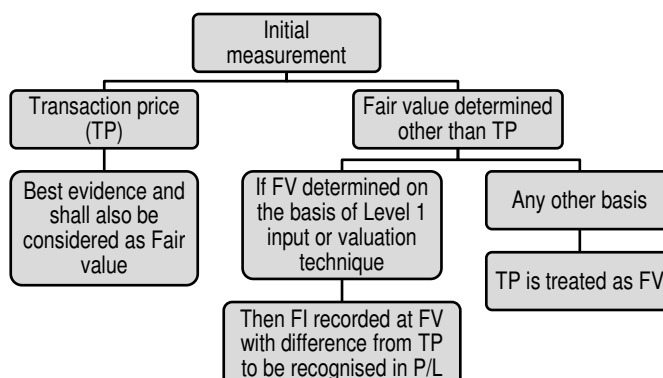 Initial
measurement
Transaction price
(TP)
Fair value determined
other than TP
Best evidence and
shall also be
considered as Fair
value
If FV determined on
the basis of Level 1
input or valuation
technique
Any other basis
TP is treated as FV
Then FI recorded at FV
with difference from TP
to be recognised in P/L